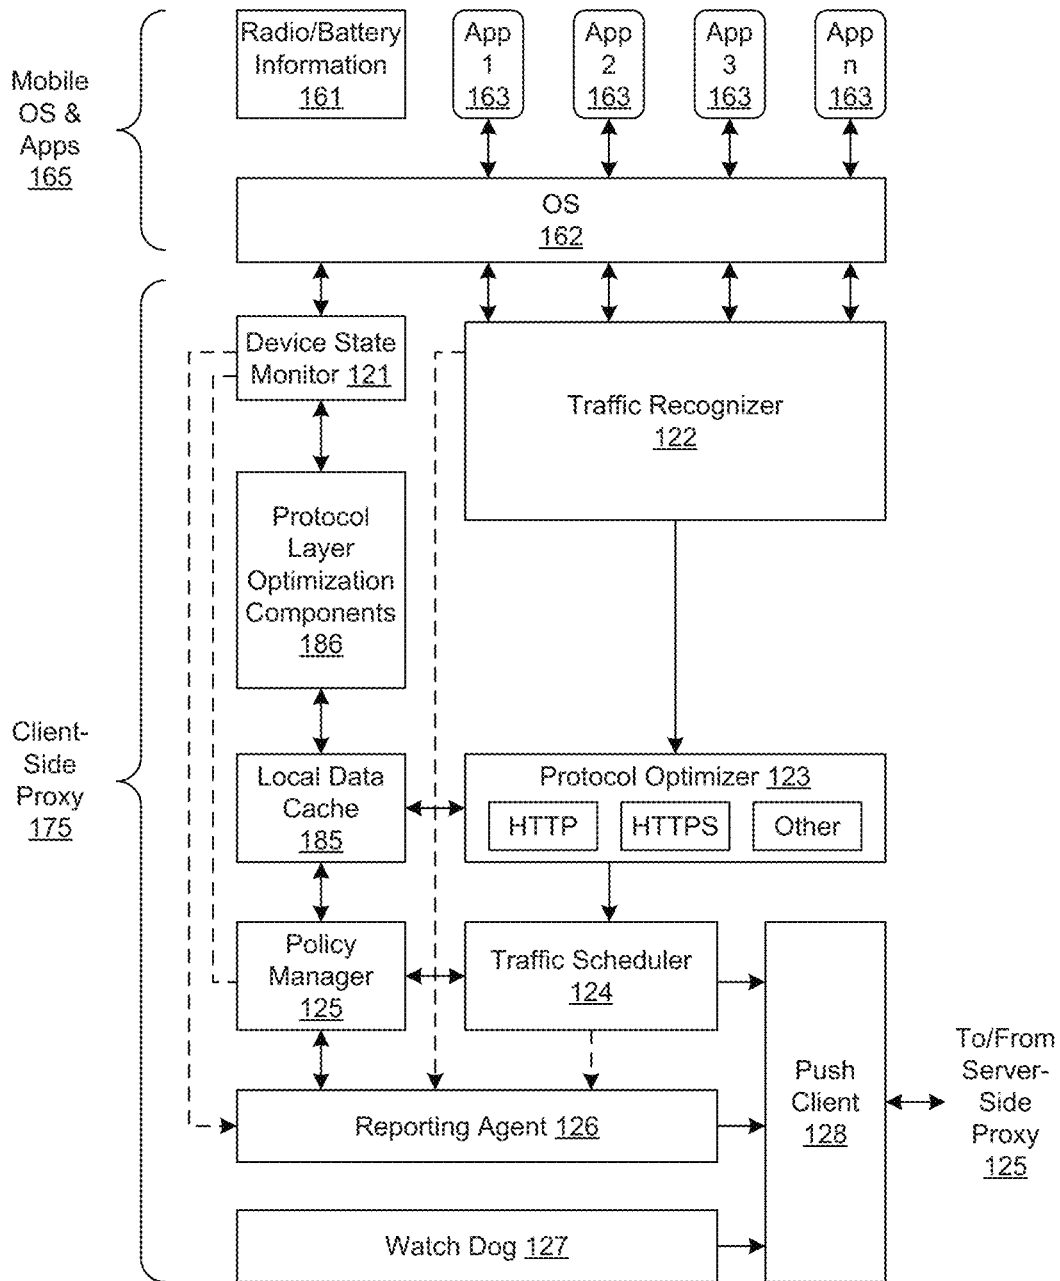 Mobile
OS &
Apps
165
Radio/Battery
Information
161
App
1
163
App
2
163
App
3
163
App
n
163
OS
162
Client-
Side
Proxy
175
Device State
Monitor 121
Traffic Recognizer
122
Protocol
Layer
Optimization
Components
186
Local Data
Cache
185
Protocol Optimizer 123
HTTP
HTTPS
Other
Policy
Manager
125
Traffic Scheduler
124
Push
Client
128
To/From
Server-
Side
Proxy
125
Reporting Agent 126
Watch Dog 127